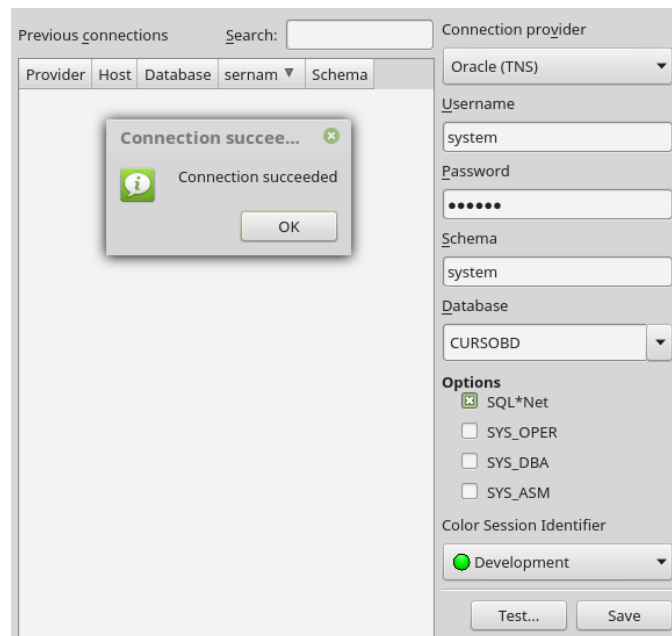 Previous connections Search:
Provider Host Database sernam Schema
Connection succee...
Connection succeeded
OK
Connection provider
Oracle (TNS)
Username
system
Password
••••••
Schema
system
Database
CURSOBD
Options
SQL*Net
SYS_OPER
SYS_DBA
SYS_ASM
Color Session Identifier
Development
Test... Save